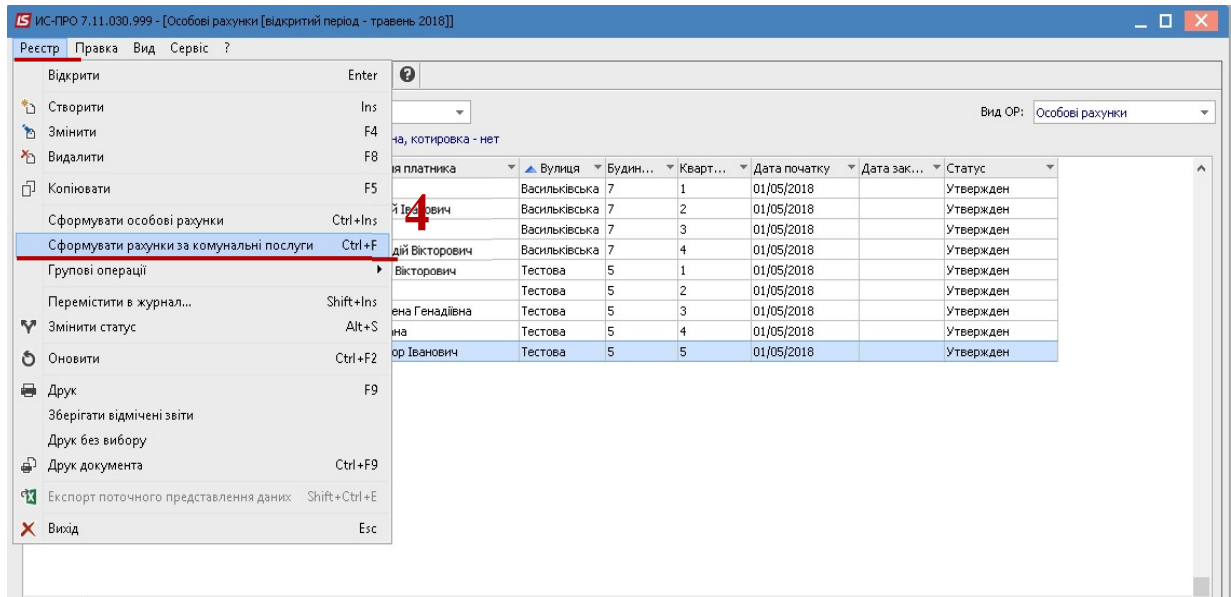 ИС-ПРО 7.11.030.999 - [Особові рахунки [відкритий період - травень 2018]]
Реєстр Правка Вид Сервіс ?
Відкрити Enter
Створити Ins
Вид ОР: Особові рахунки
Змінити F4
на, котировка - нет
Видалити F8
ія платника Вулиця Будин... Кварт... Дата початку Дата зак... Статус
Копіювати F5
Васильківська 7 1 01/05/2018 Утвержден
й Іванович Васильківська 7 2 01/05/2018 Утвержден
Сформувати особові рахунки Ctrl+Ins
4
Васильківська 7 3 01/05/2018 Утвержден
Сформувати рахунки за комунальні послуги Ctrl+F
дій Вікторович Васильківська 7 4 01/05/2018 Утвержден
Групові операції
Вікторович Тестова 5 1 01/05/2018 Утвержден
Тестова 5 2 01/05/2018 Утвержден
Перемістити в журнал... Shift+Ins
ена Генадіївна Тестова 5 3 01/05/2018 Утвержден
Змінити статус Alt+S
на Тестова 5 4 01/05/2018 Утвержден
Оновити Ctrl+F2
ор Іванович Тестова 5 5 01/05/2018 Утвержден
Друк F9
Зберігати відмічені звіти
Друк без вибору
Друк документа Ctrl+F9
Експорт поточного представлення даних Shift+Ctrl+E
Вихід Esc